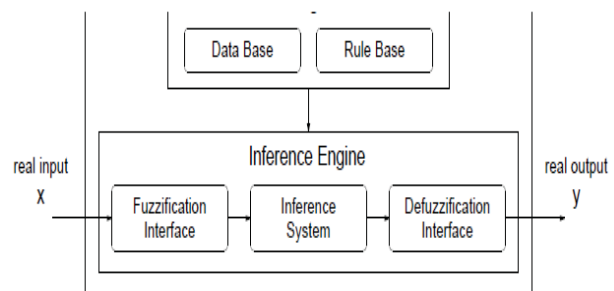 Data Base
Rule Base
Inference Engine
real input
x
Fuzzification
Interface
Inference
System
Defuzzification
Interface
real output
y